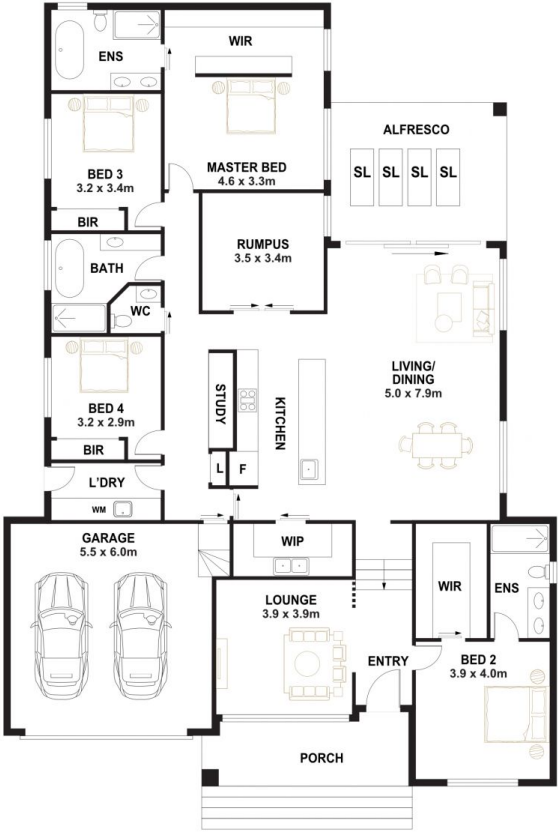 ENS
WIR
ALFRESCO
SL SL SL SL
BED 3
3.2 x 3.4m
MASTER BED
4.6 x 3.3m
BIR
RUMPUS
3.5 x 3.4m
BATH
WC
LIVING/
DINING
5.0 x 7.9m
STUDY
KITCHEN
BED 4
3.2 x 2.9m
BIR
L F
L'DRY
WM
GARAGE
5.5 x 6.0m
WIP
WIR
ENS
LOUNGE
3.9 x 3.9m
ENTRY
BED 2
3.9 x 4.0m
PORCH